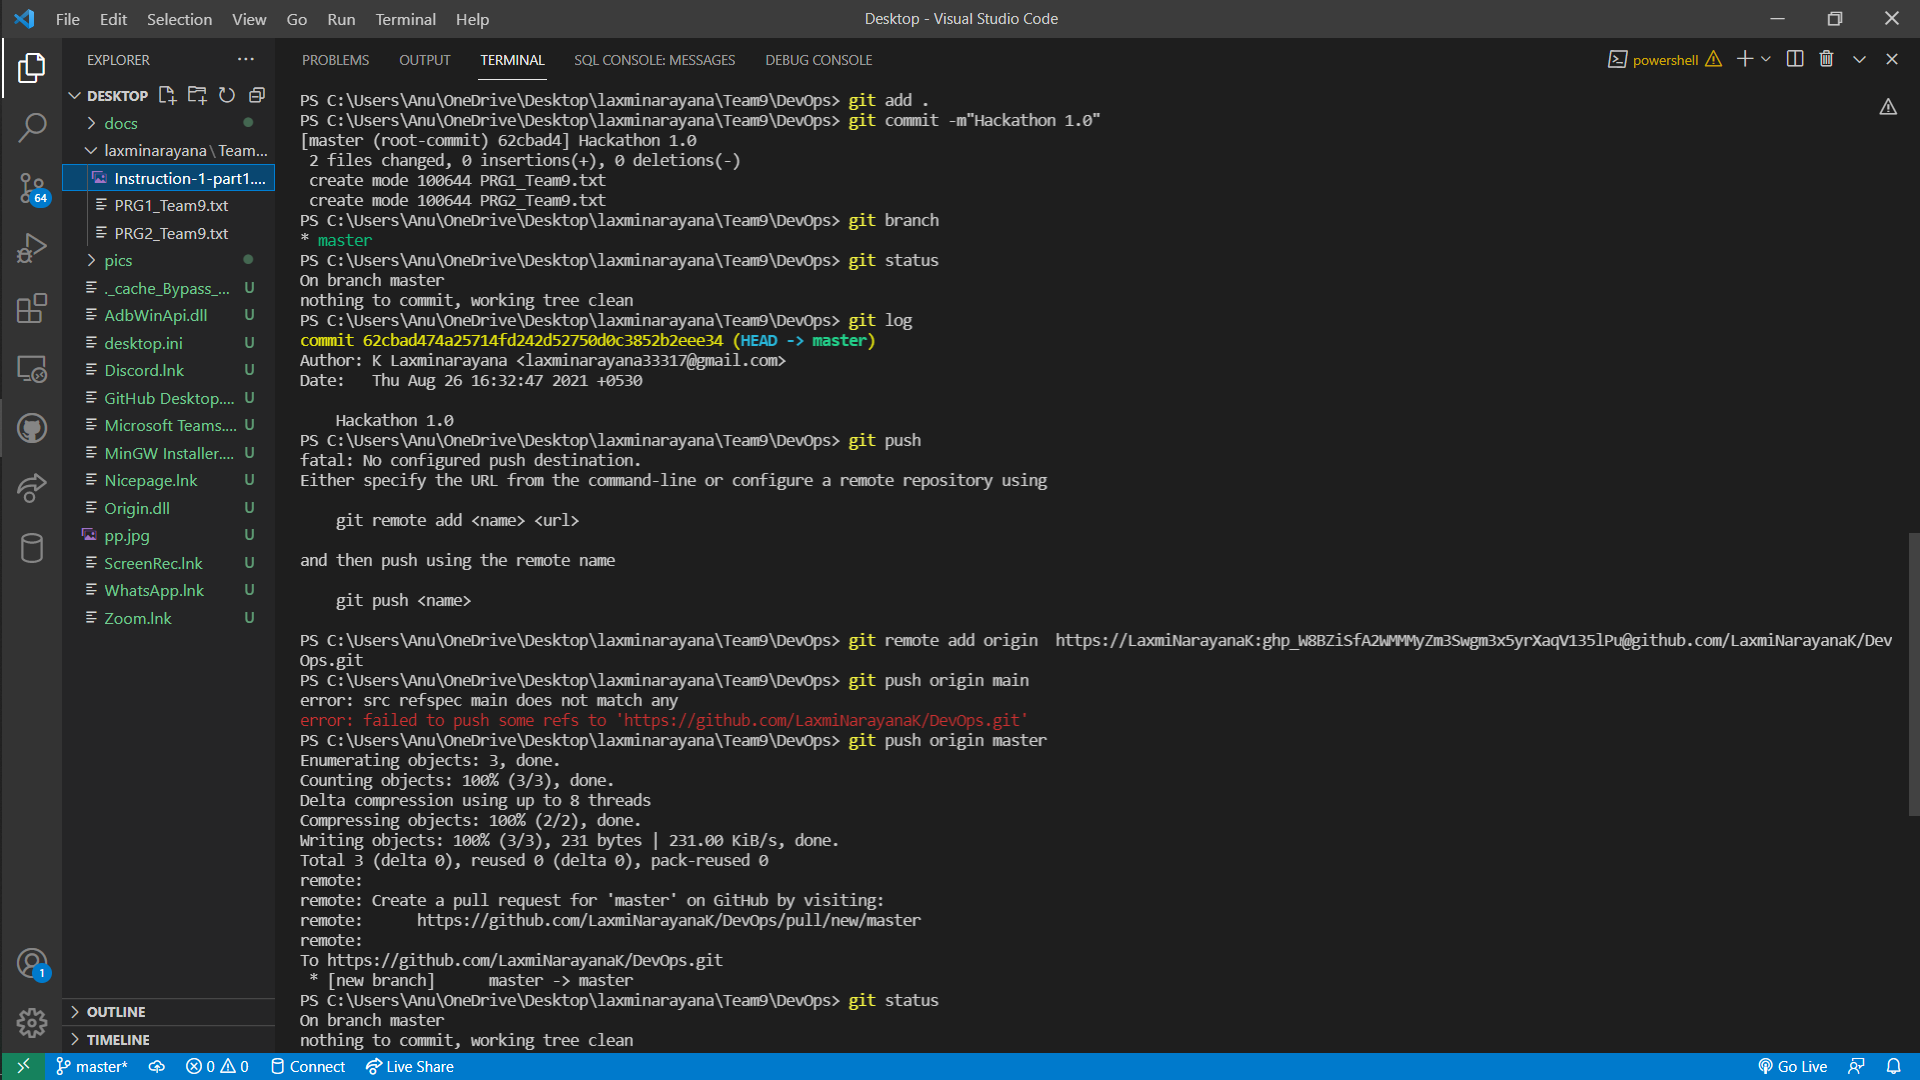 File Edit Selection View Go Run Terminal Help
Desktop - Visual Studio Code
EXPLORER
DESKTOP
docs
laxminarayana\Team...
Instruction-1-part1....
PRG1_Team9.txt
PRG2_Team9.txt
pics
._cache_Bypass_... U
AdbWinApi.dll U
desktop.ini U
Discord.lnk U
GitHub Desktop.... U
Microsoft Teams.... U
MinGW Installer.... U
Nicepage.lnk U
Origin.dll U
pp.jpg U
ScreenRec.lnk U
WhatsApp.lnk U
Zoom.lnk U
OUTLINE
TIMELINE
64
1
PROBLEMS OUTPUT TERMINAL SQL CONSOLE: MESSAGES DEBUG CONSOLE
powershell
PS C:\Users\Anu\OneDrive\Desktop\laxminarayana\Team9\DevOps> git add .
PS C:\Users\Anu\OneDrive\Desktop\laxminarayana\Team9\DevOps> git commit -m"Hackathon 1.0"
[master (root-commit) 62cbad4] Hackathon 1.0
2 files changed, 0 insertions(+), 0 deletions(-)
create mode 100644 PRG1_Team9.txt
create mode 100644 PRG2_Team9.txt
PS C:\Users\Anu\OneDrive\Desktop\laxminarayana\Team9\DevOps> git branch
* master
PS C:\Users\Anu\OneDrive\Desktop\laxminarayana\Team9\DevOps> git status
On branch master
nothing to commit, working tree clean
PS C:\Users\Anu\OneDrive\Desktop\laxminarayana\Team9\DevOps> git log
commit 62cbad474a25714fd242d52750d0c3852b2eee34 (HEAD -> master)
Author: K Laxminarayana <laxminarayana33317@gmail.com>
Date:   Thu Aug 26 16:32:47 2021 +0530
Hackathon 1.0
PS C:\Users\Anu\OneDrive\Desktop\laxminarayana\Team9\DevOps> git push
fatal: No configured push destination.
Either specify the URL from the command-line or configure a remote repository using
git remote add <name> <url>
and then push using the remote name
git push <name>
PS C:\Users\Anu\OneDrive\Desktop\laxminarayana\Team9\DevOps> git remote add origin  https://LaxmiNarayanaK: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@github.com/LaxmiNarayanaK/Dev
Ops.git
PS C:\Users\Anu\OneDrive\Desktop\laxminarayana\Team9\DevOps> git push origin main
error: src refspec main does not match any
error: failed to push some refs to 'https://github.com/LaxmiNarayanaK/DevOps.git'
PS C:\Users\Anu\OneDrive\Desktop\laxminarayana\Team9\DevOps> git push origin master
Enumerating objects: 3, done.
Counting objects: 100% (3/3), done.
Delta compression using up to 8 threads
Compressing objects: 100% (2/2), done.
Writing objects: 100% (3/3), 231 bytes | 231.00 KiB/s, done.
Total 3 (delta 0), reused 0 (delta 0), pack-reused 0
remote:
remote: Create a pull request for 'master' on GitHub by visiting:
remote:      https://github.com/LaxmiNarayanaK/DevOps/pull/new/master
remote:
To https://github.com/LaxmiNarayanaK/DevOps.git
* [new branch]      master -> master
PS C:\Users\Anu\OneDrive\Desktop\laxminarayana\Team9\DevOps> git status
On branch master
nothing to commit, working tree clean
master* 0 0 Connect Live Share Go Live